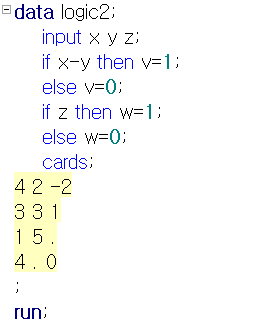 data logic2;
input x y z;
if x-y then v=1;
else v=0;
if z then w=1;
else w=0;
cards;
4 2 -2
3 3 1
1 5 .
4 . 0
;
run;